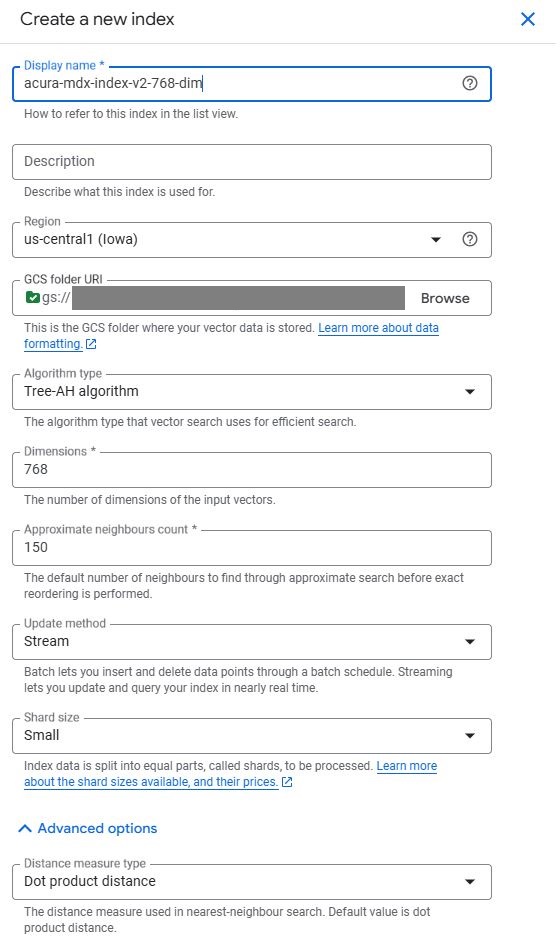 Create a new index
Display name *
acura-mdx-index-v2-768-dim
How to refer to this index in the list view.
Description
Describe what this index is used for.
Region
us-central1 (Iowa)
GCS folder URI
gs://
Browse
This is the GCS folder where your vector data is stored. Learn more about data
formatting.
Algorithm type
Tree-AH algorithm
The algorithm type that vector search uses for efficient search.
Dimensions *
768
The number of dimensions of the input vectors.
Approximate neighbours count *
150
The default number of neighbours to find through approximate search before exact
reordering is performed.
Update method
Stream
Batch lets you insert and delete data points through a batch schedule. Streaming
lets you update and query your index in nearly real time.
Shard size
Small
Index data is split into equal parts, called shards, to be processed. Learn more
about the shard sizes available, and their prices.
Advanced options
Distance measure type
Dot product distance
The distance measure used in nearest-neighbour search. Default value is dot
product distance.